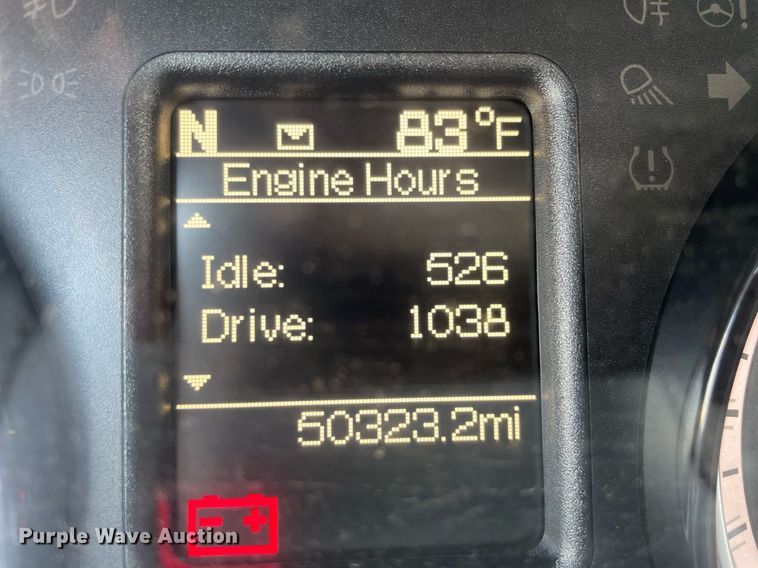 N 83°F
Engine Hours
Idle: 526
Drive: 1038
50323.2mi
Purple Wave Auction